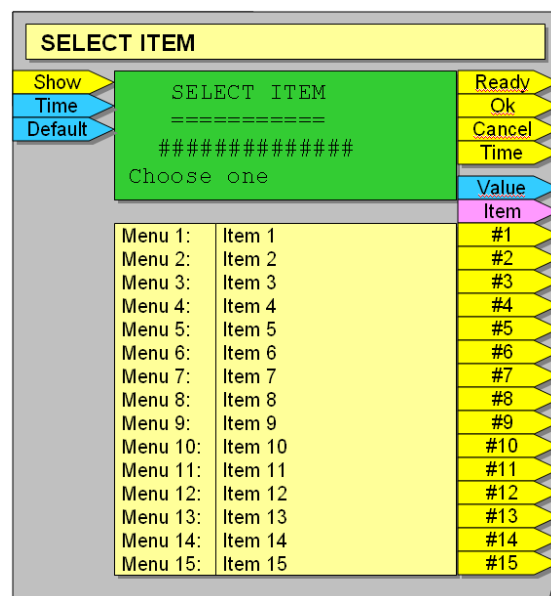 SELECT ITEM
Show
Time
Default
SELECT ITEM
===========
##############
Choose one
Ready
Ok
Cancel
Time
Value
Item
Menu 1: Item 1 #1
Menu 2: Item 2 #2
Menu 3: Item 3 #3
Menu 4: Item 4 #4
Menu 5: Item 5 #5
Menu 6: Item 6 #6
Menu 7: Item 7 #7
Menu 8: Item 8 #8
Menu 9: Item 9 #9
Menu 10: Item 10 #10
Menu 11: Item 11 #11
Menu 12: Item 12 #12
Menu 13: Item 13 #13
Menu 14: Item 14 #14
Menu 15: Item 15 #15